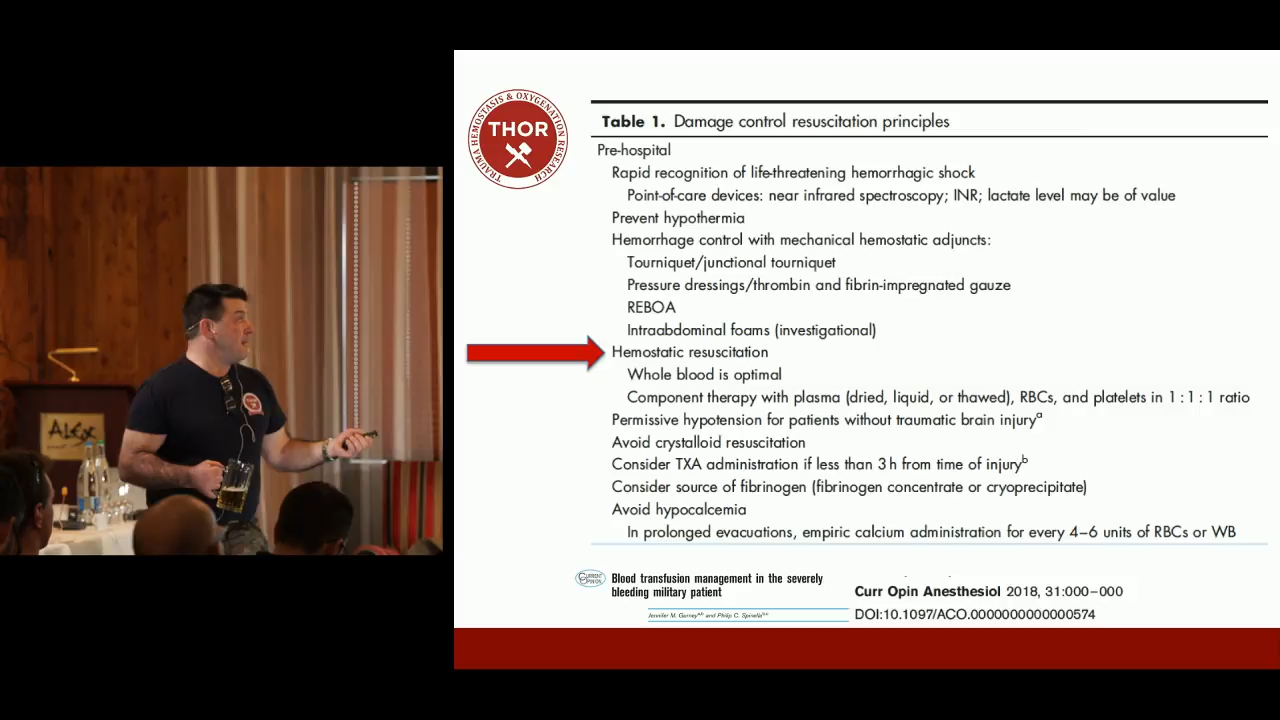 TRAUMA HEMOSTASIS & OXYGENATION RESEARCH
THOR
Table 1. Damage control resuscitation principles
Pre-hospital
Rapid recognition of life-threatening hemorrhagic shock
Point-of-care devices: near infrared spectroscopy; INR; lactate level may be of value
Prevent hypothermia
Hemorrhage control with mechanical hemostatic adjuncts:
Tourniquet/junctional tourniquet
Pressure dressings/thrombin and fibrin-impregnated gauze
REBOA
Intraabdominal foams (investigational)
Hemostatic resuscitation
Whole blood is optimal
Component therapy with plasma (dried, liquid, or thawed), RBCs, and platelets in 1 : 1 : 1 ratio
Permissive hypotension for patients without traumatic brain injuryᵃ
Avoid crystalloid resuscitation
Consider TXA administration if less than 3 h from time of injuryᵇ
Consider source of fibrinogen (fibrinogen concentrate or cryoprecipitate)
Avoid hypocalcemia
In prolonged evacuations, empiric calcium administration for every 4–6 units of RBCs or WB
Blood transfusion management in the severely
bleeding military patient
Jennifer M. Gurney and Philip C. Spinella
Curr Opin Anesthesiol 2018, 31:000–000
DOI:10.1097/ACO.0000000000000574
ALEX